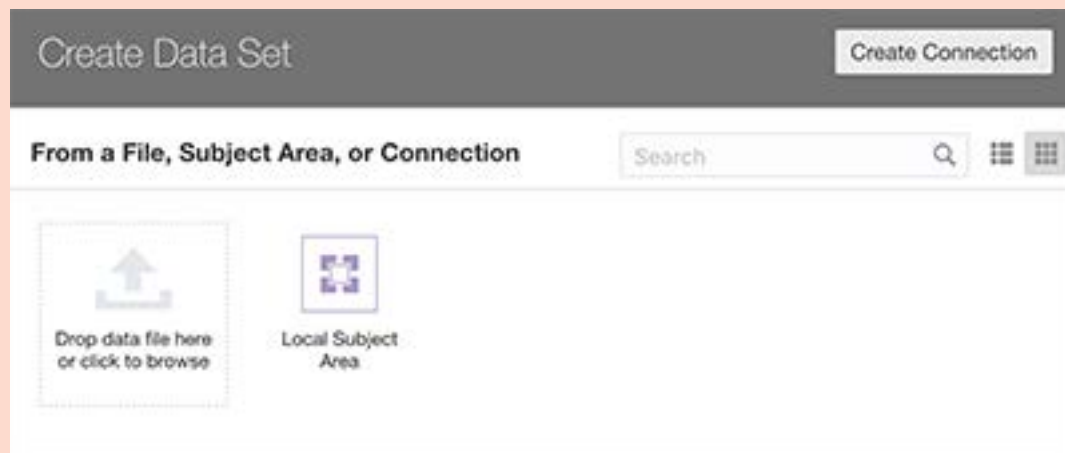 Create Data Set
Create Connection
From a File, Subject Area, or Connection
Search
Drop data file here
or click to browse
Local Subject
Area